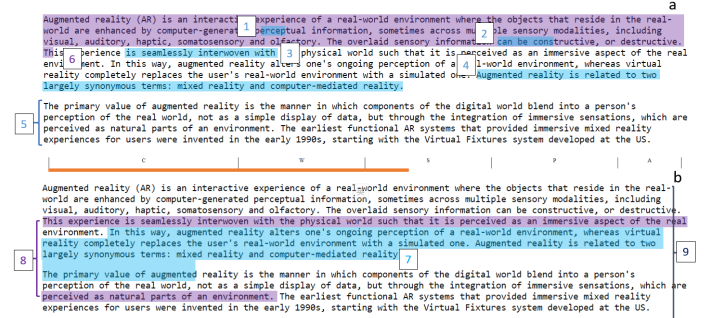 a
Augmented reality (AR) is an interactive experience of a real-world environment where the objects that reside in the real-
world are enhanced by computer-generated perceptual information, sometimes across multiple sensory modalities, including
visual, auditory, haptic, somatosensory and olfactory. The overlaid sensory information can be constructive, or destructive.
This experience is seamlessly interwoven with physical world such that it is perceived as an immersive aspect of the real
environment. In this way, augmented reality alters one's ongoing perception of a real-world environment, whereas virtual
reality completely replaces the user's real-world environment with a simulated one. Augmented reality is related to two
largely synonymous terms: mixed reality and computer-mediated reality.
1
2
3
4
6
The primary value of augmented reality is the manner in which components of the digital world blend into a person's
perception of the real world, not as a simple display of data, but through the integration of immersive sensations, which are
perceived as natural parts of an environment. The earliest functional AR systems that provided immersive mixed reality
experiences for users were invented in the early 1990s, starting with the Virtual Fixtures system developed at the US.
5
C W S P A
b
Augmented reality (AR) is an interactive experience of a real-world environment where the objects that reside in the real-
world are enhanced by computer-generated perceptual information, sometimes across multiple sensory modalities, including
visual, auditory, haptic, somatosensory and olfactory. The overlaid sensory information can be constructive, or destructive.
This experience is seamlessly interwoven with the physical world such that it is perceived as an immersive aspect of the real
environment. In this way, augmented reality alters one's ongoing perception of a real-world environment, whereas virtual
reality completely replaces the user's real-world environment with a simulated one. Augmented reality is related to two
largely synonymous terms: mixed reality and computer-mediated reality
7
8
9
The primary value of augmented reality is the manner in which components of the digital world blend into a person's
perception of the real world, not as a simple display of data, but through the integration of immersive sensations, which are
perceived as natural parts of an environment. The earliest functional AR systems that provided immersive mixed reality
experiences for users were invented in the early 1990s, starting with the Virtual Fixtures system developed at the US.